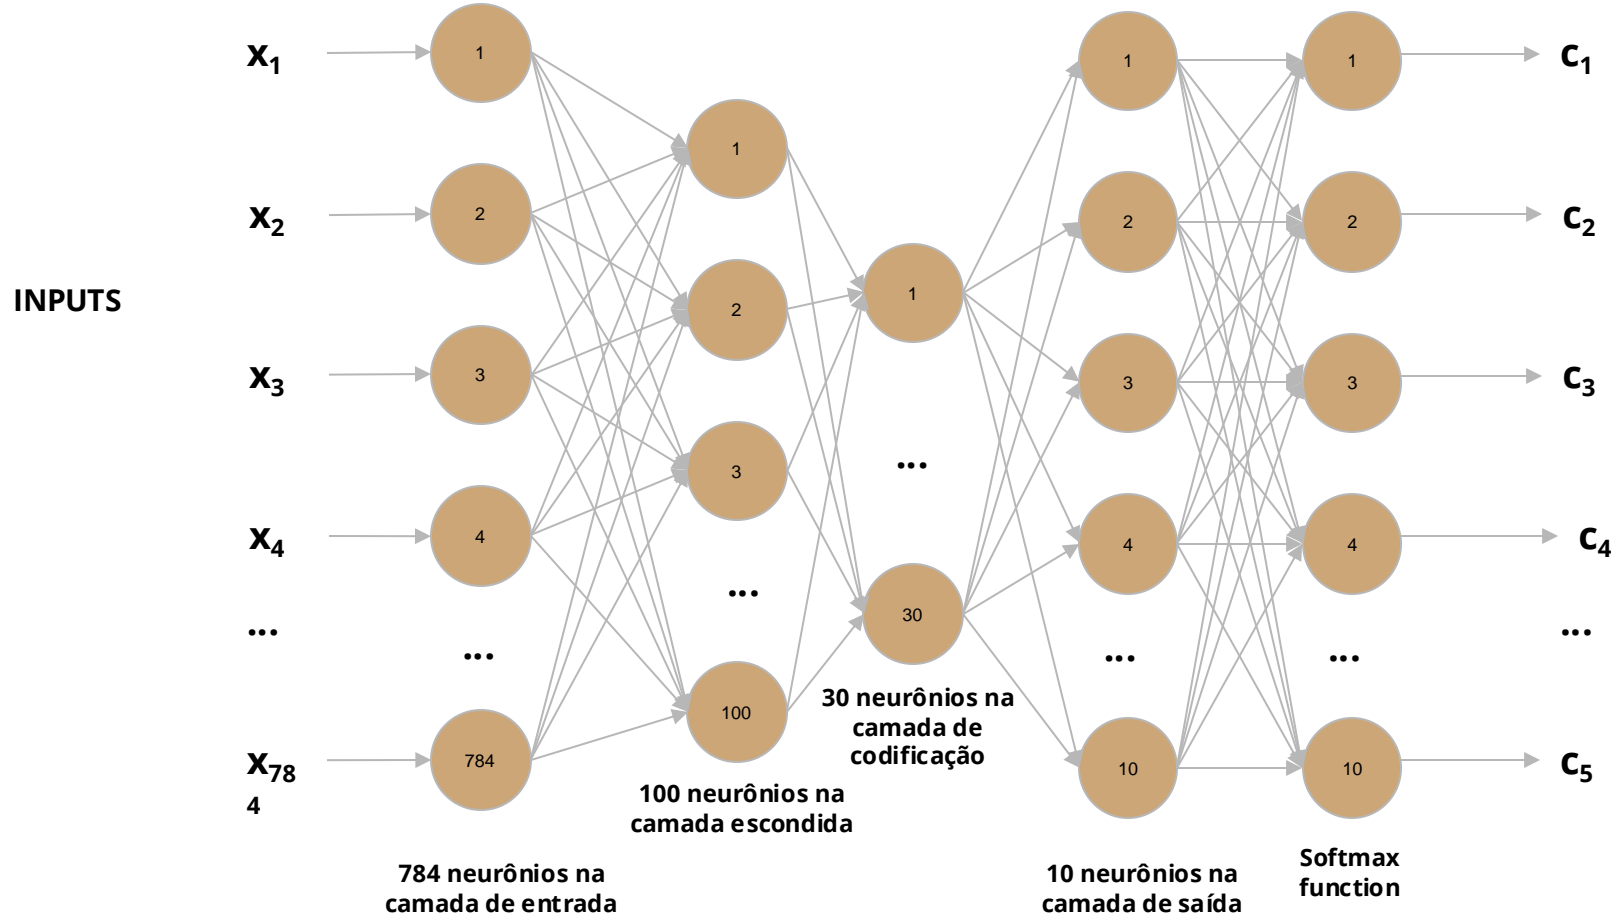 INPUTS
x1
x2
x3
x4
...
x78
4
1
2
3
4
...
784
784 neurônios na
camada de entrada
1
2
3
...
100
100 neurônios na
camada escondida
1
...
30
30 neurônios na
camada de
codificação
1
2
3
4
...
10
10 neurônios na
camada de saída
1
2
3
4
...
10
Softmax
function
c1
c2
c3
c4
...
c5